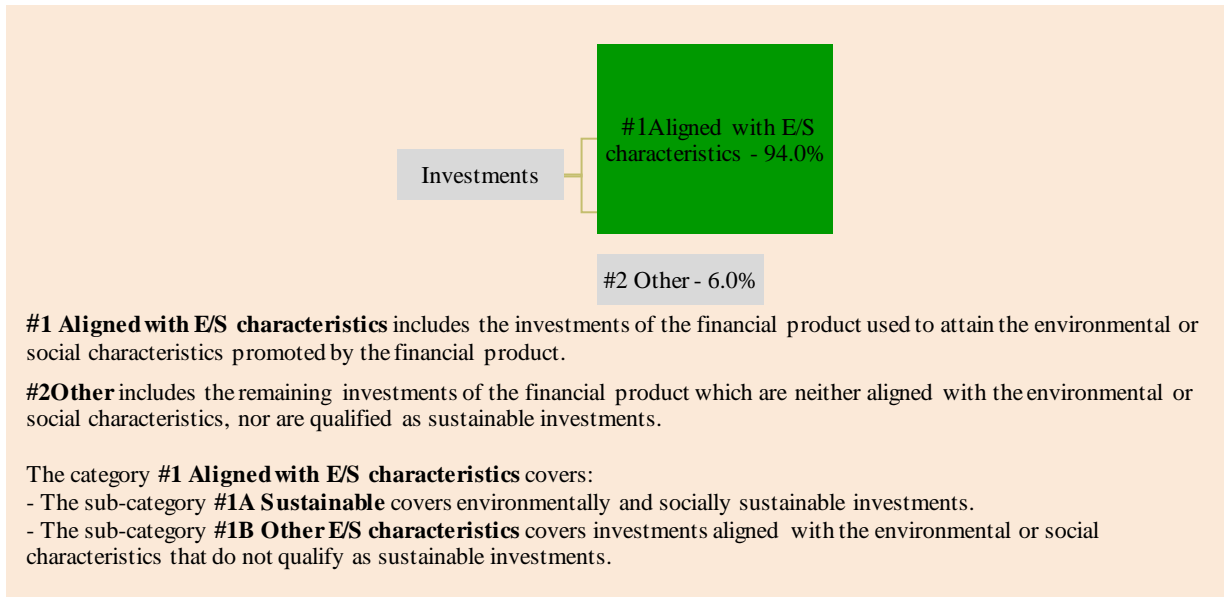 #1Aligned with E/S
characteristics - 94.0%
Investments
#2 Other - 6.0%
#1 Aligned with E/S characteristics includes the investments of the financial product used to attain the environmental or
social characteristics promoted by the financial product.
#2Other includes the remaining investments of the financial product which are neither aligned with the environmental or
social characteristics, nor are qualified as sustainable investments.
The category #1 Aligned with E/S characteristics covers:
- The sub-category #1A Sustainable covers environmentally and socially sustainable investments.
- The sub-category #1B Other E/S characteristics covers investments aligned with the environmental or social
characteristics that do not qualify as sustainable investments.